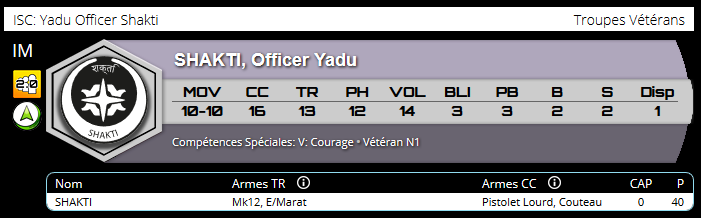 ISC: Yadu Officer Shakti Troupes Vétérans
IM
SHAKTI, Officer Yadu
शक्ति
SHAKTI
MOV CC TR PH VOL BLI PB B S Disp
10-10 16 13 12 14 3 3 2 2 1
Compétences Spéciales: V: Courage • Vétéran N1
Nom Armes TR Armes CC CAP P
SHAKTI Mk12, E/Marat Pistolet Lourd, Couteau 0 40